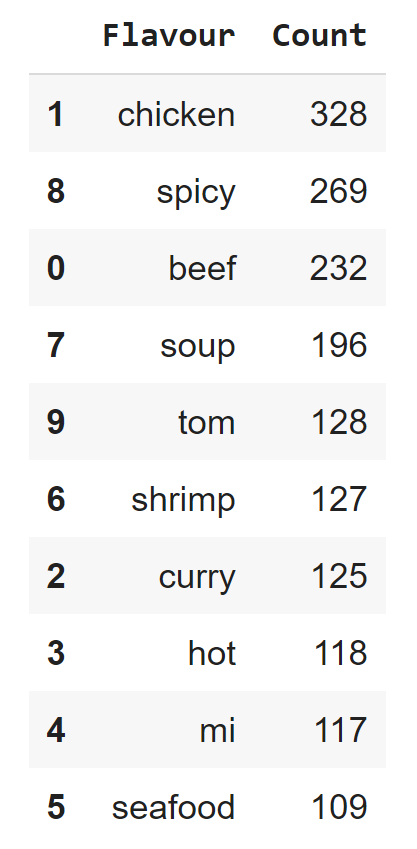 Flavour Count
1 chicken 328
8 spicy 269
0 beef 232
7 soup 196
9 tom 128
6 shrimp 127
2 curry 125
3 hot 118
4 mi 117
5 seafood 109